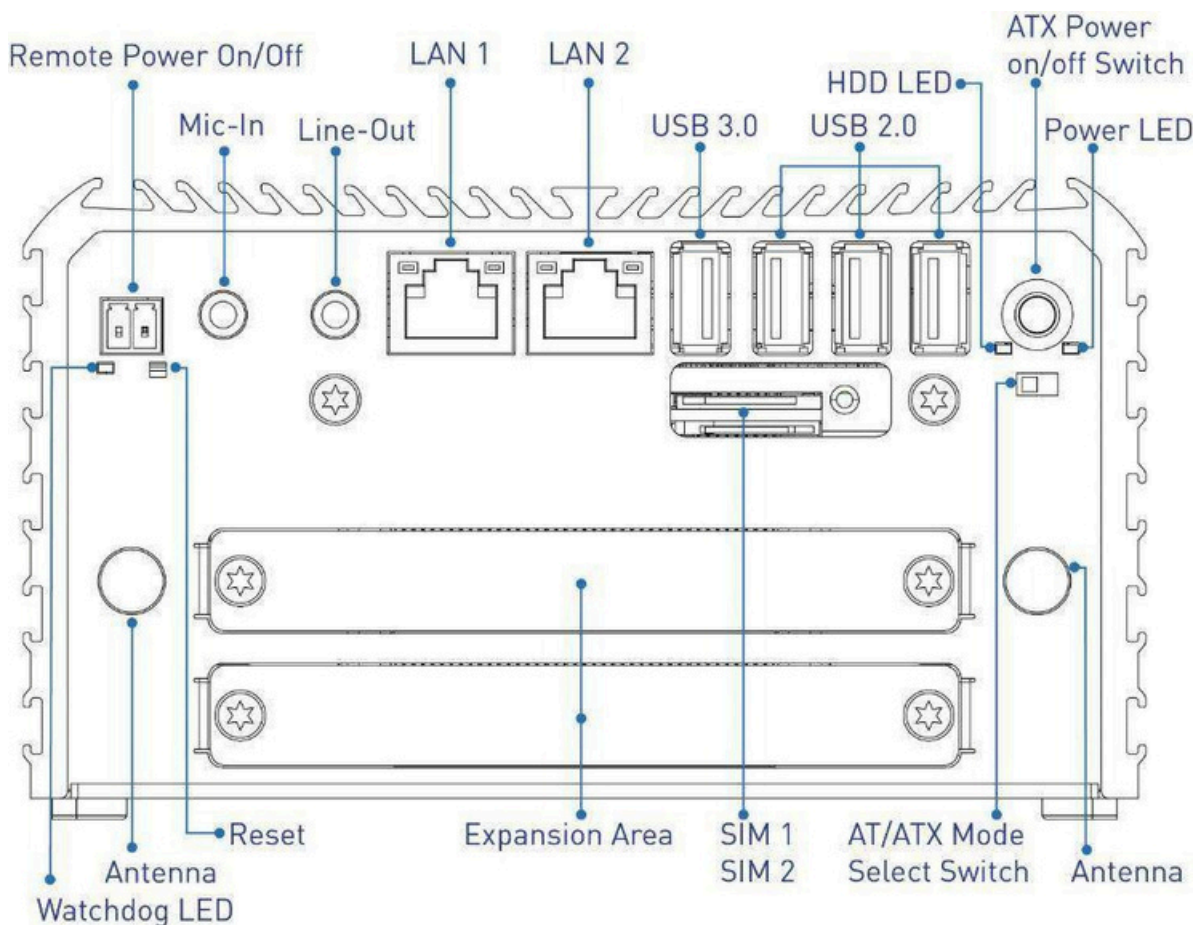 Remote Power On/Off
LAN 1
LAN 2
ATX Power
on/off Switch
HDD LED
Mic-In
Line-Out
USB 3.0
USB 2.0
Power LED
Reset
Expansion Area
SIM 1
SIM 2
AT/ATX Mode
Select Switch
Antenna
Antenna
Watchdog LED